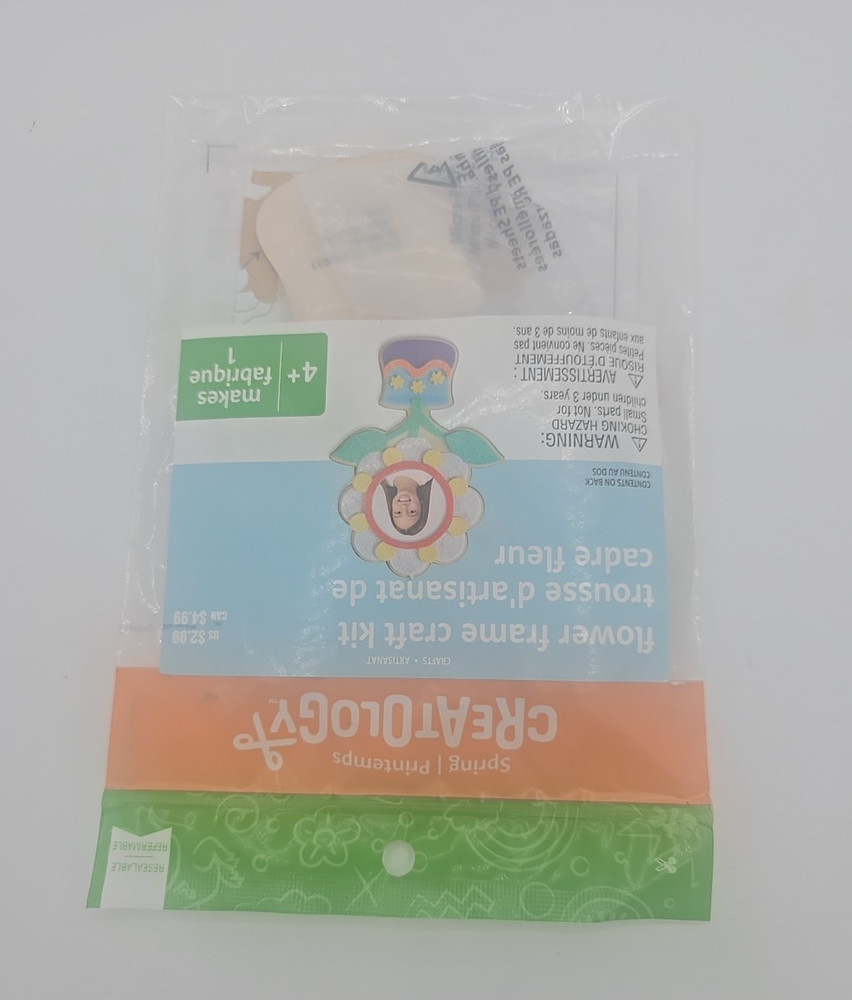 RESEALABLE
REFERMABLE
Spring | Printemps
CREATOLOGY™
CRAFTS • ARTISANAT
flower frame craft kit
trousse d'artisanat de
cadre fleur
US $2.99
CAN $4.99
CONTENTS ON BACK
CONTENU AU DOS
WARNING:
CHOKING HAZARD
Small parts. Not for
children under 3 years.
AVERTISSEMENT :
RISQUE D'ÉTOUFFEMENT
Petites pièces. Ne convient pas
aux enfants de moins de 3 ans.
4+
makes
fabrique
1
PE Sheets